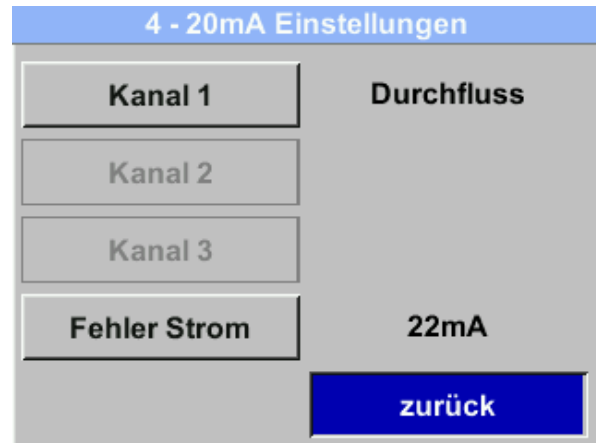 4 - 20mA Einstellungen
Kanal 1 Durchfluss
Kanal 2
Kanal 3
Fehler Strom 22mA
zurück